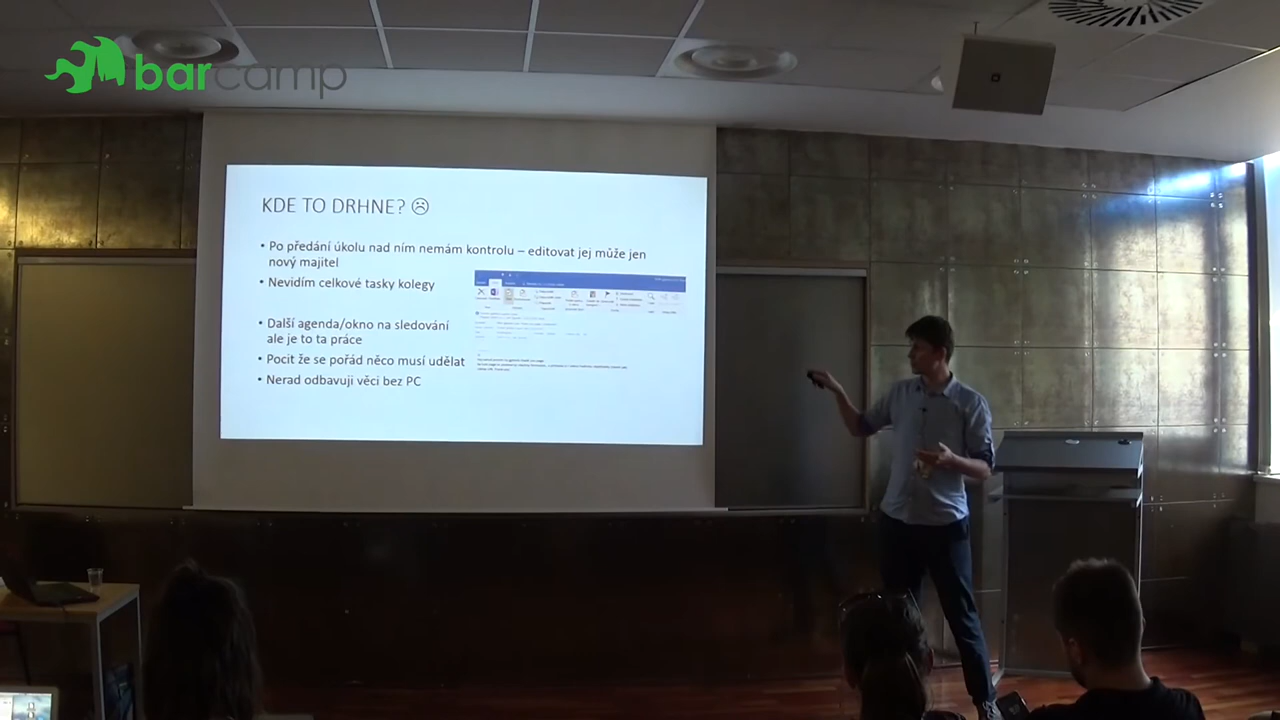 barcamp
KDE TO DRHNE? ☹
• Po předání úkolu nad ním nemám kontrolu – editovat jej může jen
nový majitel
• Nevidím celkové tasky kolegy
• Další agenda/okno na sledování
ale je to ta práce
• Pocit že se pořád něco musí udělat
• Nerad odbavuji věci bez PC